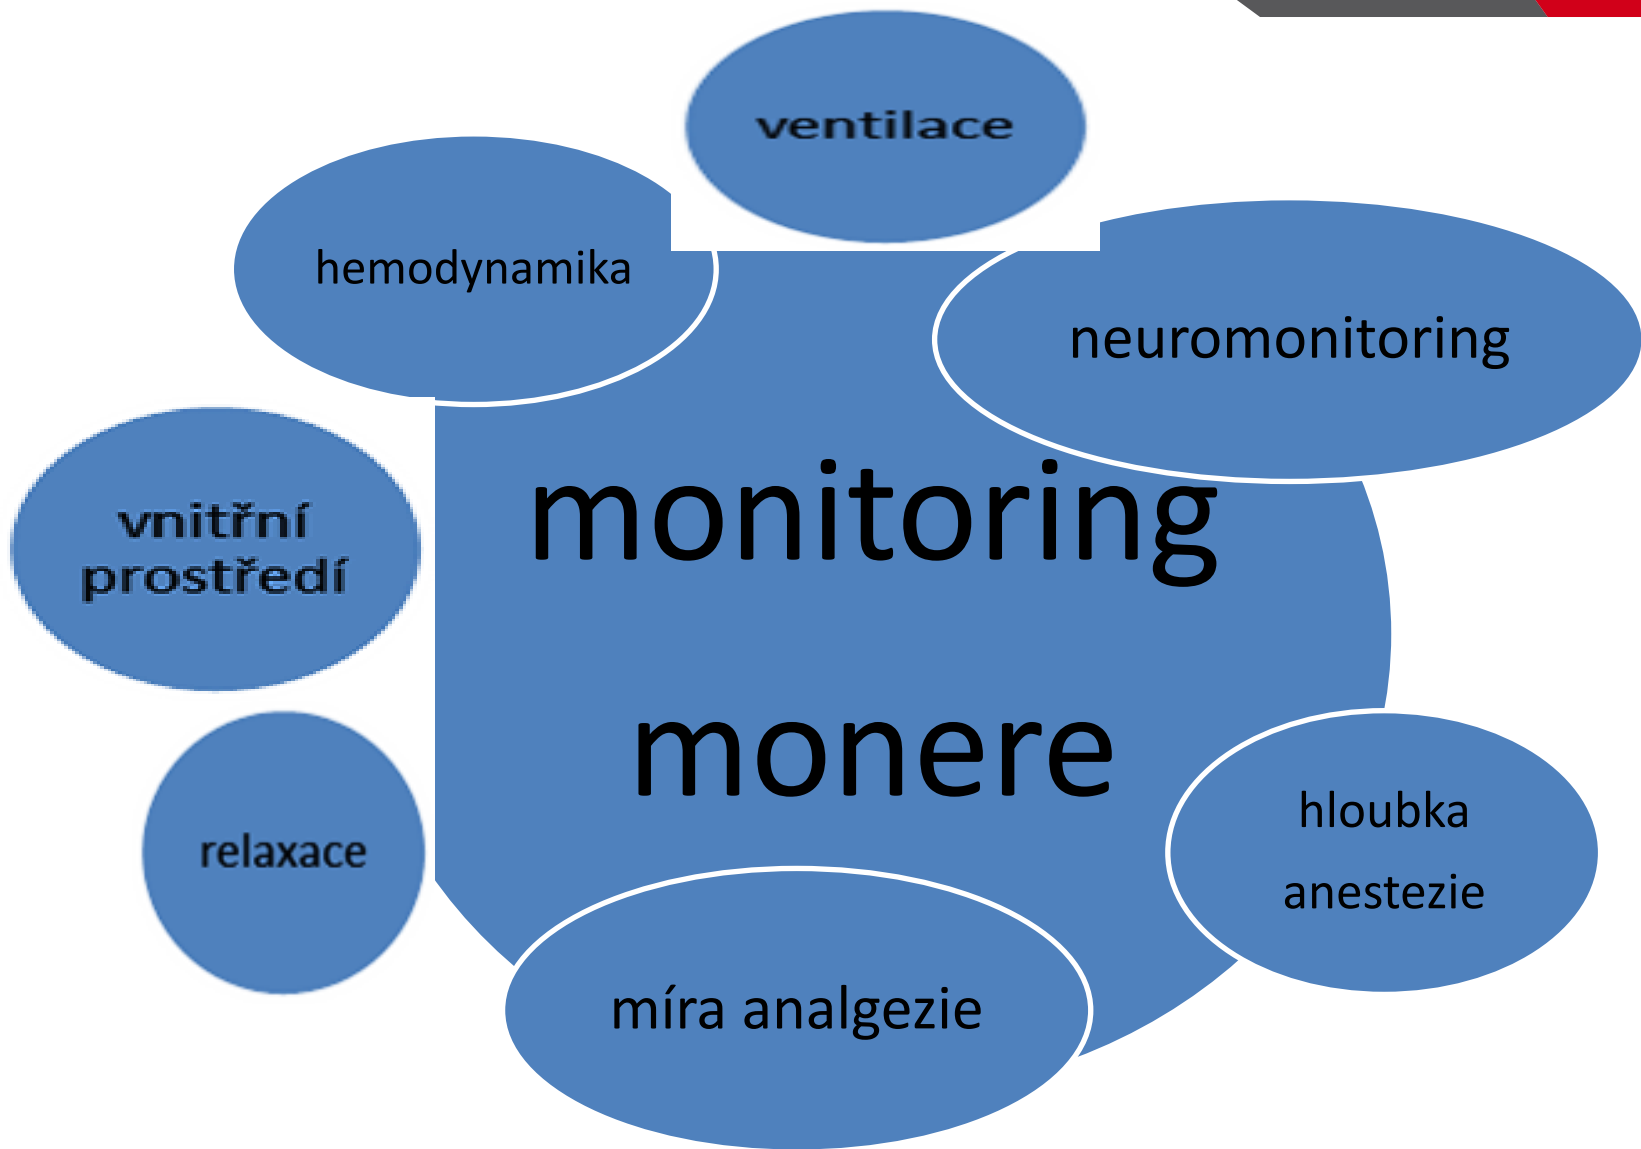 ventilace
hemodynamika
neuromonitoring
monitoring
monere
vnitřní
prostředí
relaxace
hloubka
anestezie
míra analgezie